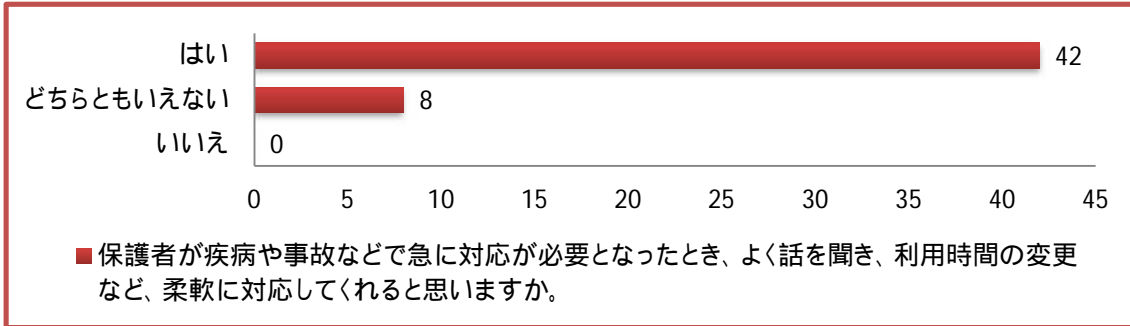 はい 42
どちらともいえない 8
いいえ 0
0 5 10 15 20 25 30 35 40 45
保護者が疾病や事故などで急に対応が必要となったとき、よく話を聞き、利用時間の変更
など、柔軟に対応してくれると思いますか。